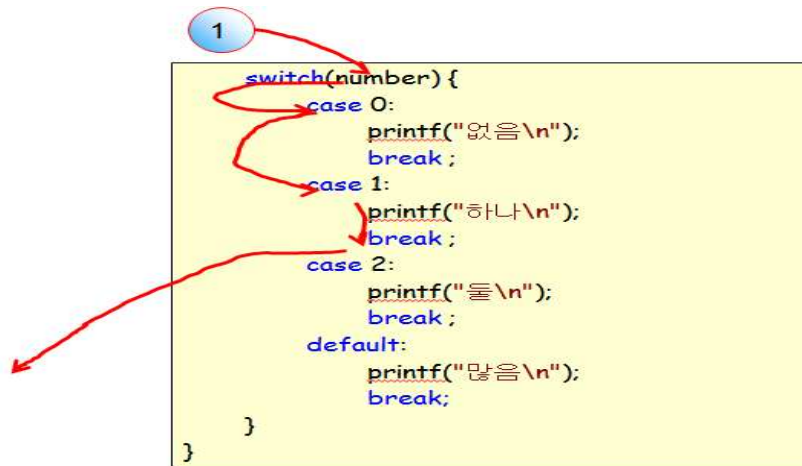 1
switch(number) {
case 0:
printf("없음\n");
break ;
case 1:
printf("하나\n");
break ;
case 2:
printf("둘\n");
break ;
default:
printf("많음\n");
break;
}
}